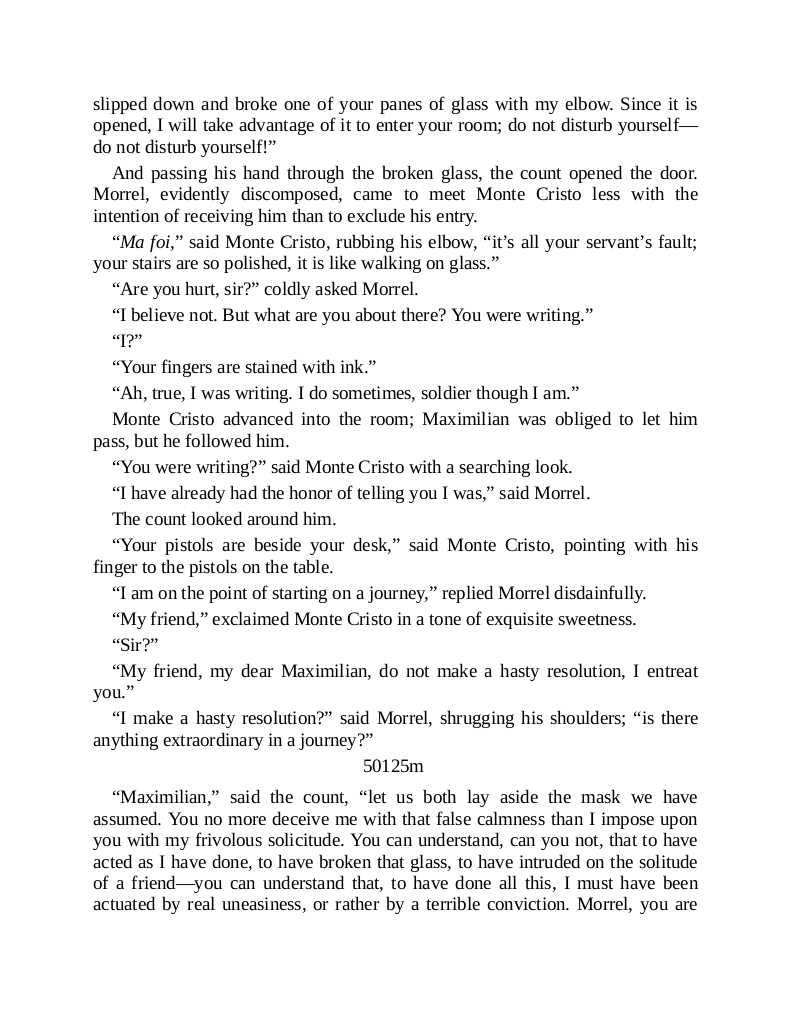 slipped down and broke one of your panes of glass with my elbow. Since it is
opened, I will take advantage of it to enter your room; do not disturb yourself—
do not disturb yourself!”
And passing his hand through the broken glass, the count opened the door.
Morrel, evidently discomposed, came to meet Monte Cristo less with the
intention of receiving him than to exclude his entry.
“Ma foi,” said Monte Cristo, rubbing his elbow, “it’s all your servant’s fault;
your stairs are so polished, it is like walking on glass.”
“Are you hurt, sir?” coldly asked Morrel.
“I believe not. But what are you about there? You were writing.”
“I?”
“Your fingers are stained with ink.”
“Ah, true, I was writing. I do sometimes, soldier though I am.”
Monte Cristo advanced into the room; Maximilian was obliged to let him
pass, but he followed him.
“You were writing?” said Monte Cristo with a searching look.
“I have already had the honor of telling you I was,” said Morrel.
The count looked around him.
“Your pistols are beside your desk,” said Monte Cristo, pointing with his
finger to the pistols on the table.
“I am on the point of starting on a journey,” replied Morrel disdainfully.
“My friend,” exclaimed Monte Cristo in a tone of exquisite sweetness.
“Sir?”
“My friend, my dear Maximilian, do not make a hasty resolution, I entreat
you.”
“I make a hasty resolution?” said Morrel, shrugging his shoulders; “is there
anything extraordinary in a journey?”
50125m
“Maximilian,” said the count, “let us both lay aside the mask we have
assumed. You no more deceive me with that false calmness than I impose upon
you with my frivolous solicitude. You can understand, can you not, that to have
acted as I have done, to have broken that glass, to have intruded on the solitude
of a friend—you can understand that, to have done all this, I must have been
actuated by real uneasiness, or rather by a terrible conviction. Morrel, you are